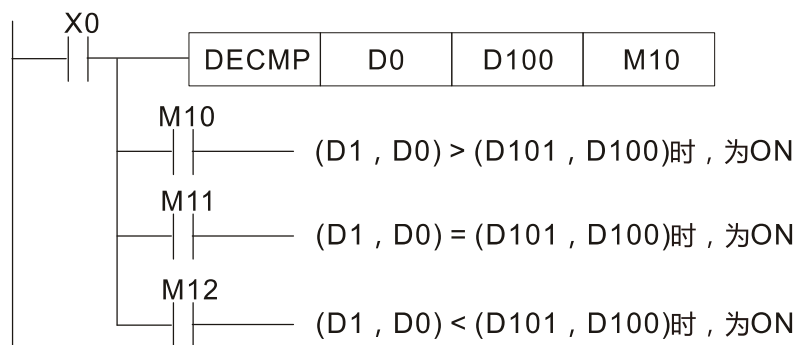 X0
DECMP D0 D100 M10
M10
(D1 , D0) > (D101 , D100)时 , 为ON
M11
(D1 , D0) = (D101 , D100)时 , 为ON
M12
(D1 , D0) < (D101 , D100)时 , 为ON